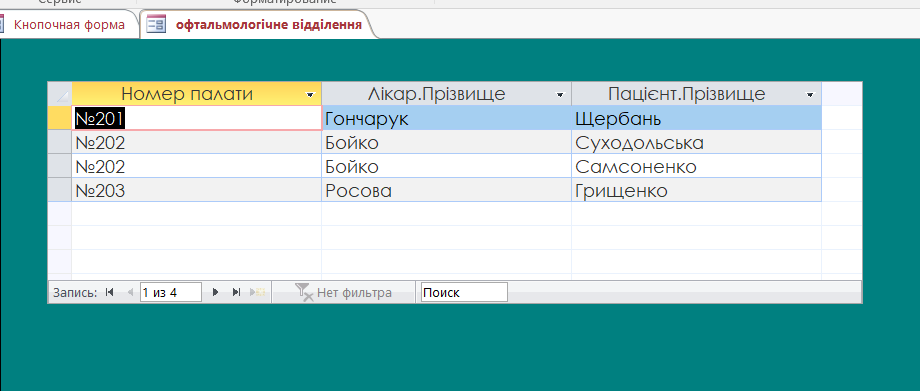 Сервис Форматирование
Кнопочная форма офтальмологічне відділення
Номер палати Лікар.Прізвище Пацієнт.Прізвище
№201 Гончарук Щербань
№202 Бойко Суходольська
№202 Бойко Самсоненко
№203 Росова Грищенко
Запись: 1 из 4 Нет фильтра Поиск